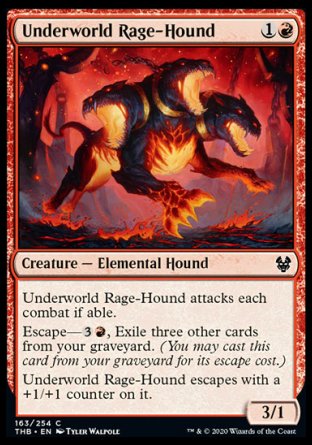 Underworld Rage-Hound 1
Creature — Elemental Hound
Underworld Rage-Hound attacks each
combat if able.
Escape—3, Exile three other cards
from your graveyard. (You may cast this
card from your graveyard for its escape cost.)
Underworld Rage-Hound escapes with a
+1/+1 counter on it.
3/1
163/254 C
THB • EN Tyler Walpole
™ & © 2020 Wizards of the Coast